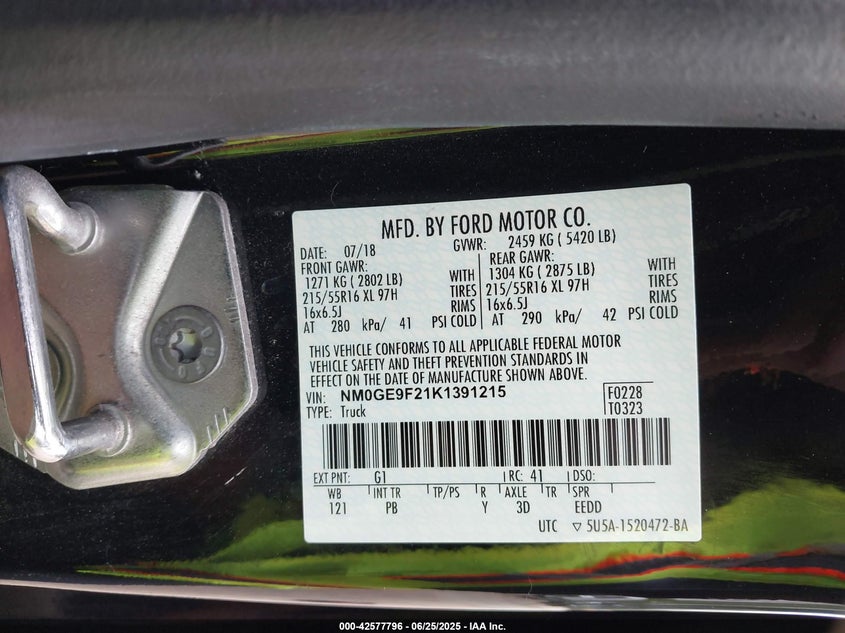 MFD. BY FORD MOTOR CO.
DATE: 07/18 GVWR: 2459 KG ( 5420 LB)
FRONT GAWR: REAR GAWR:
1271 KG ( 2802 LB) WITH 1304 KG ( 2875 LB) WITH
215/55R16 XL 97H TIRES 215/55R16 XL 97H TIRES
16x6.5J RIMS 16x6.5J RIMS
AT 280 kPa/ 41 PSI COLD AT 290 kPa/ 42 PSI COLD
THIS VEHICLE CONFORMS TO ALL APPLICABLE FEDERAL MOTOR
VEHICLE SAFETY AND THEFT PREVENTION STANDARDS IN
EFFECT ON THE DATE OF MANUFACTURE SHOWN ABOVE.
VIN: NM0GE9F21K1391215 F0228
TYPE: Truck T0323
EXT PNT: G1 RC: 41 DSO:
WB INT TR TP/PS R AXLE TR SPR
121 PB Y 3D EEDD
UTC ▽ 5U5A-1520472-BA
000-42577796 - 06/25/2025 - IAA Inc.